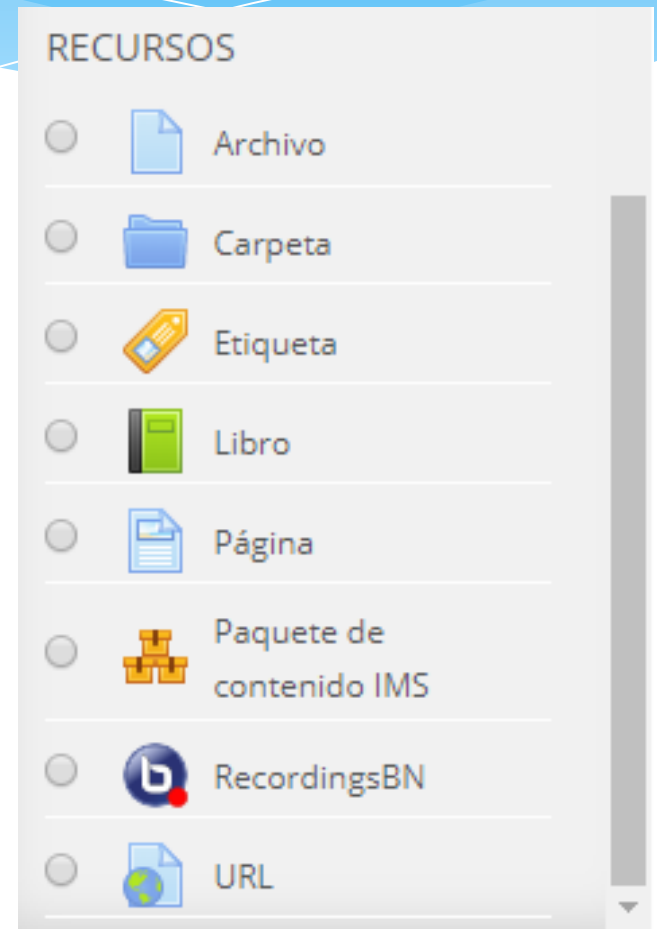 RECURSOS
Archivo
Carpeta
Etiqueta
Libro
Página
Paquete de
contenido IMS
RecordingsBN
URL